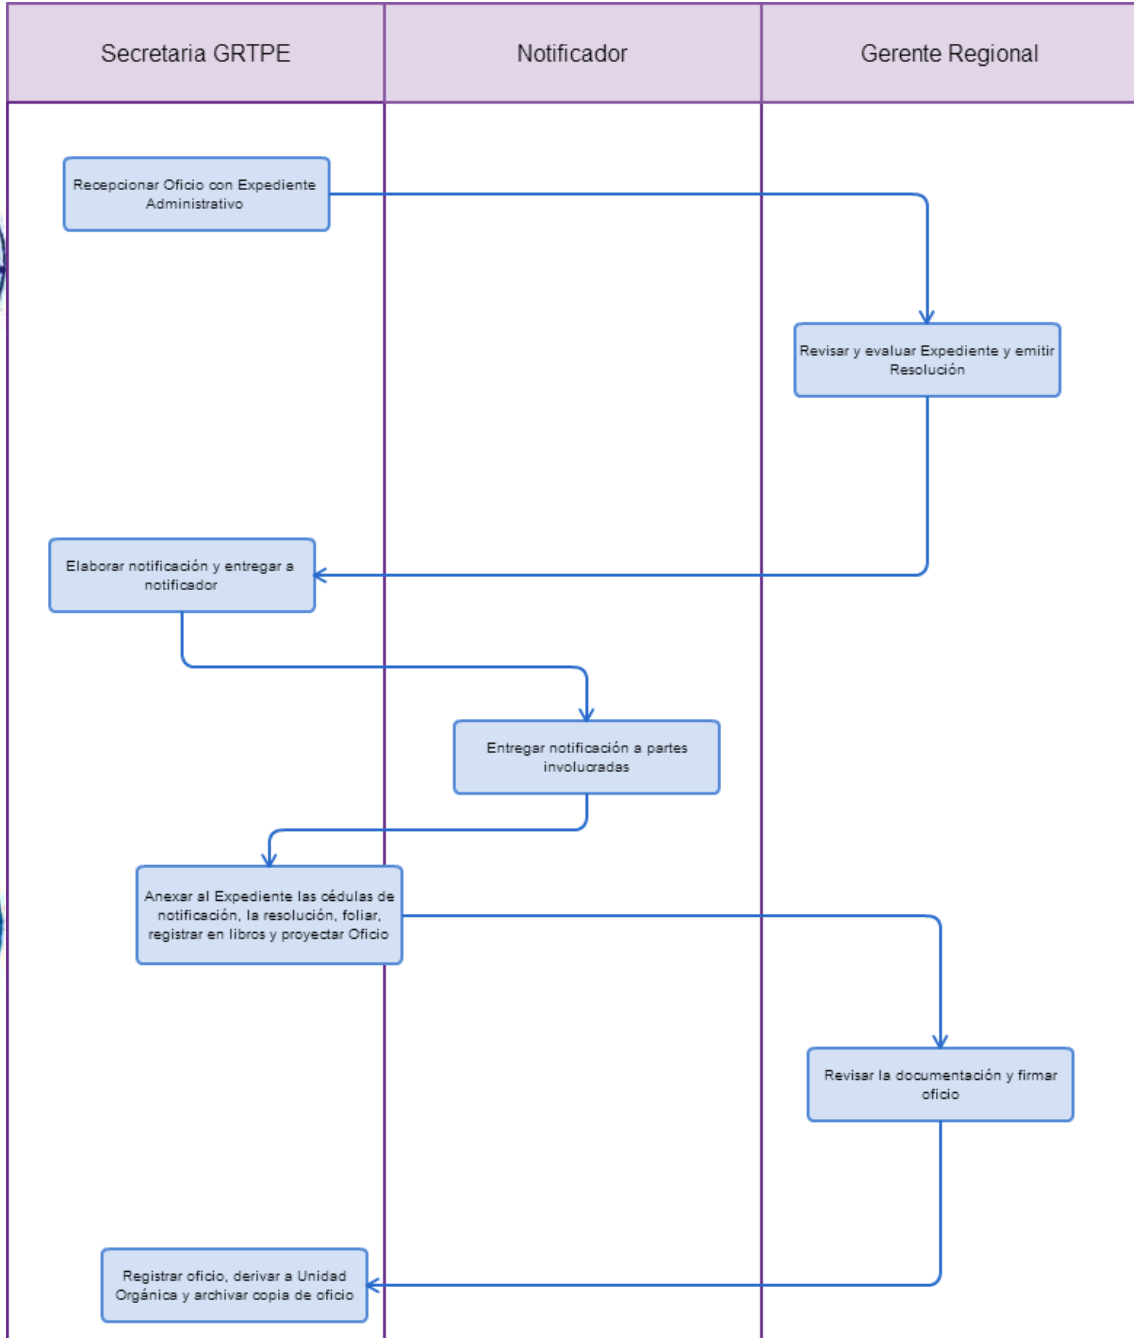 Secretaria GRTPE
Notificador
Gerente Regional
Recepcionar Oficio con Expediente
Administrativo
Revisar y evaluar Expediente y emitir
Resolución
Elaborar notificación y entregar a
notificador
Entregar notificación a partes
involucradas
Anexar al Expediente las cédulas de
notificación, la resolución, foliar,
registrar en libros y proyectar Oficio
Revisar la documentación y firmar
oficio
Registrar oficio, derivar a Unidad
Orgánica y archivar copia de oficio